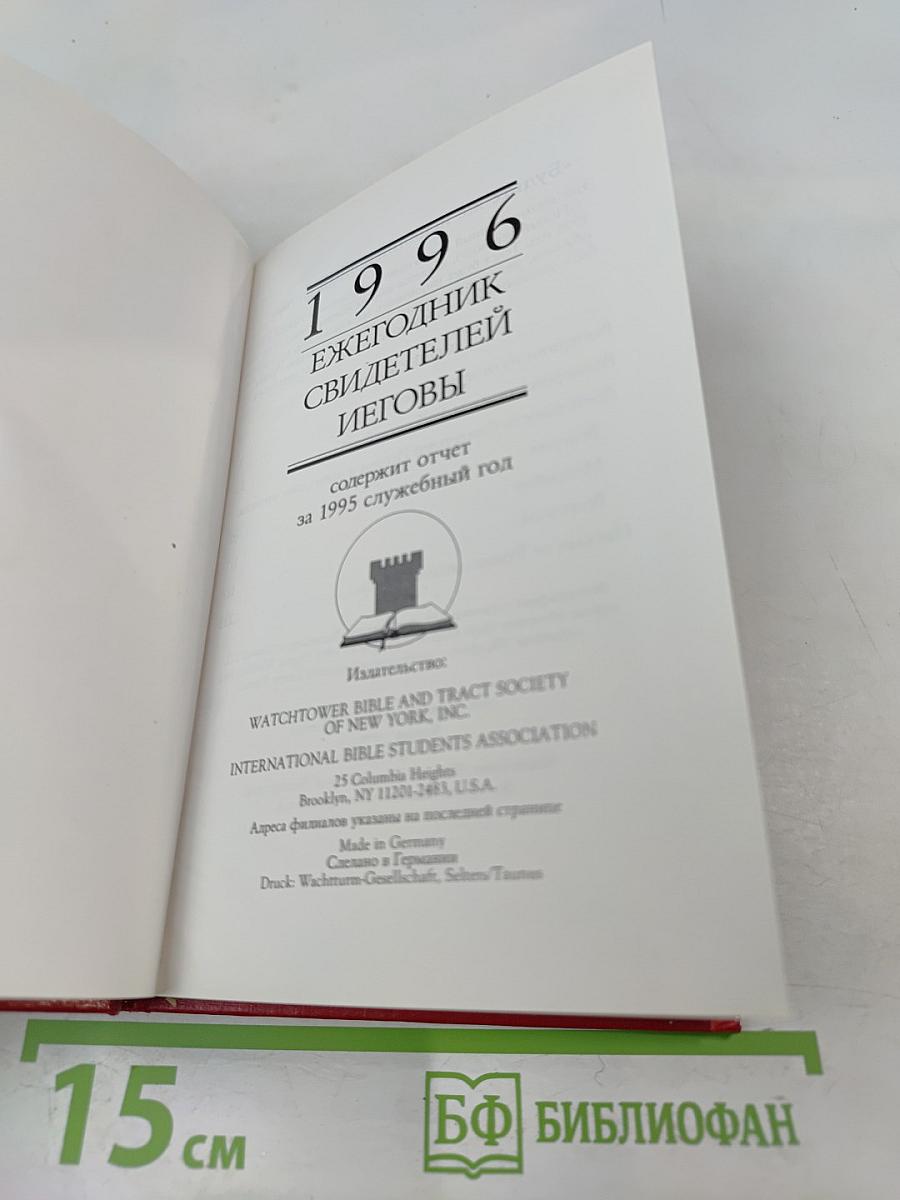 1996
ЕЖЕГОДНИК
СВИДЕТЕЛЕЙ
ИЕГОВЫ
содержит отчет
за 1995 служебный год
Издательство:
WATCHTOWER BIBLE AND TRACT SOCIETY
OF NEW YORK, INC.
INTERNATIONAL BIBLE STUDENTS ASSOCIATION
25 Columbia Heights
Brooklyn, NY 11201-2483, U.S.A.
Адреса филиалов указаны на последней странице
Made in Germany
Сделано в Германии
Druck: Wachtturm-Gesellschaft, Selters/Taunus
15 см
БФ БИБЛИОФАН